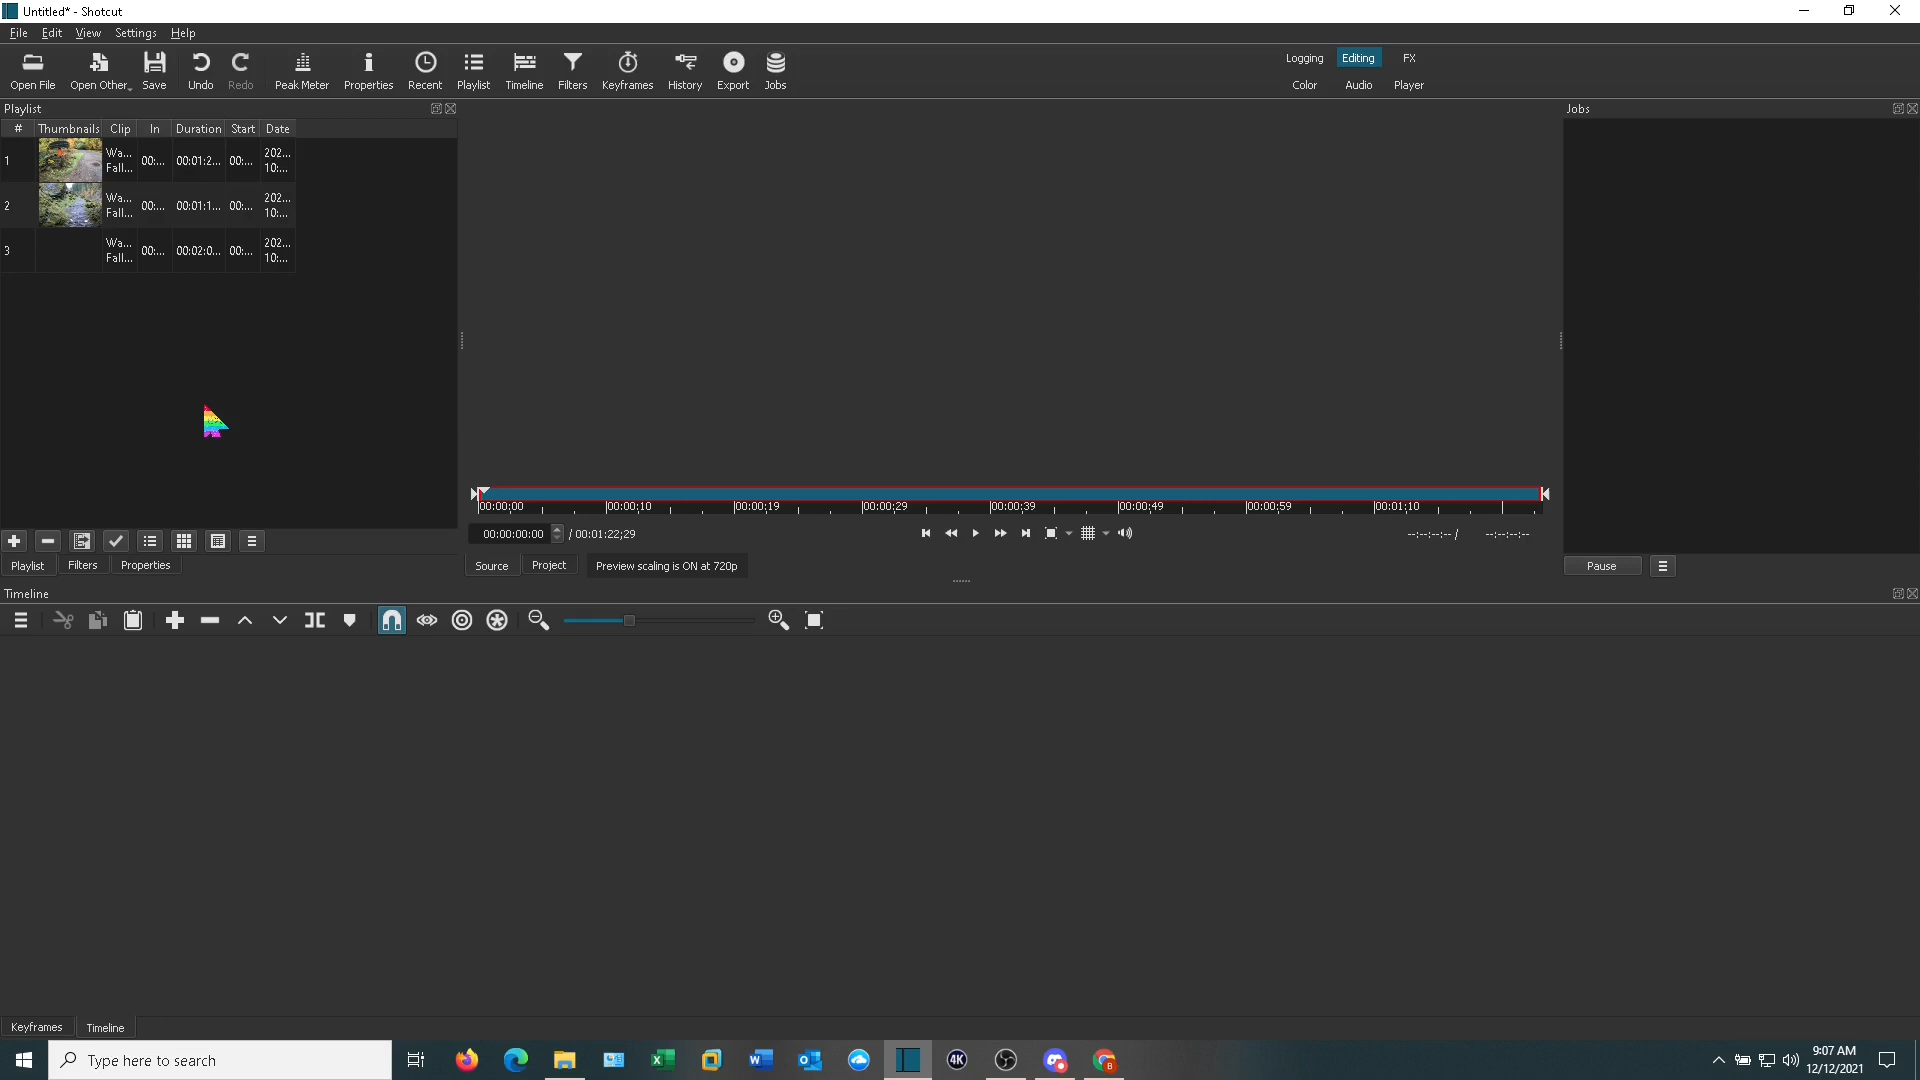 Untitled* - Shotcut
File Edit View Settings Help
Open File Open Other Save Undo Redo Peak Meter Properties Recent Playlist Timeline Filters Keyframes History Export Jobs
Logging Editing FX
Color Audio Player
Playlist
Jobs
# Thumbnails Clip In Duration Start Date
1 Wa... Fall... 00:... 00:01:2... 00:... 202... 10:...
2 Wa... Fall... 00:... 00:01:1... 00:... 202... 10:...
3 Wa... Fall... 00:... 00:02:0... 00:... 202... 10:...
00:00;00 00:00;10 00:00;19 00:00;29 00:00;39 00:00;49 00:00;59 00:01;10
00:00:00:00 / 00:01:22;29 --:--:--:-- / --:--:--:--
Playlist Filters Properties
Source Project Preview scaling is ON at 720p
Pause
Timeline
Keyframes Timeline
Type here to search
4K
B
9:07 AM
12/12/2021